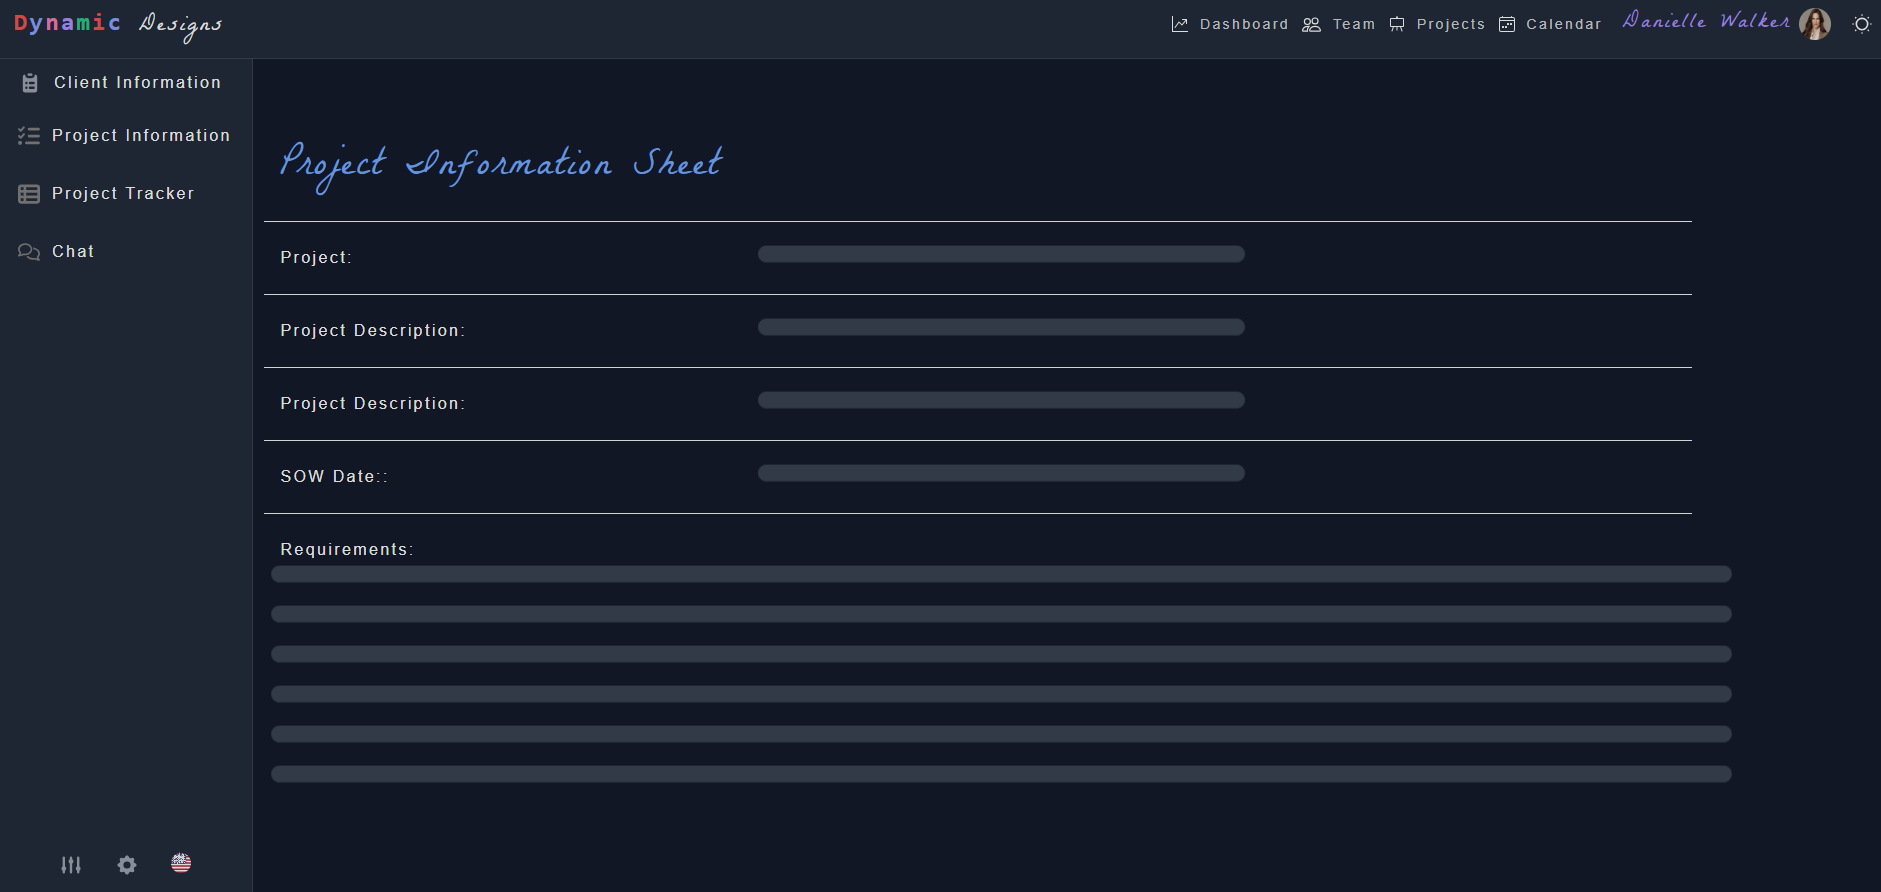 Dynamic Designs
Dashboard Team Projects Calendar Danielle Walker
Client Information
Project Information
Project Tracker
Chat
Project Information Sheet
Project:
Project Description:
Project Description:
SOW Date::
Requirements: